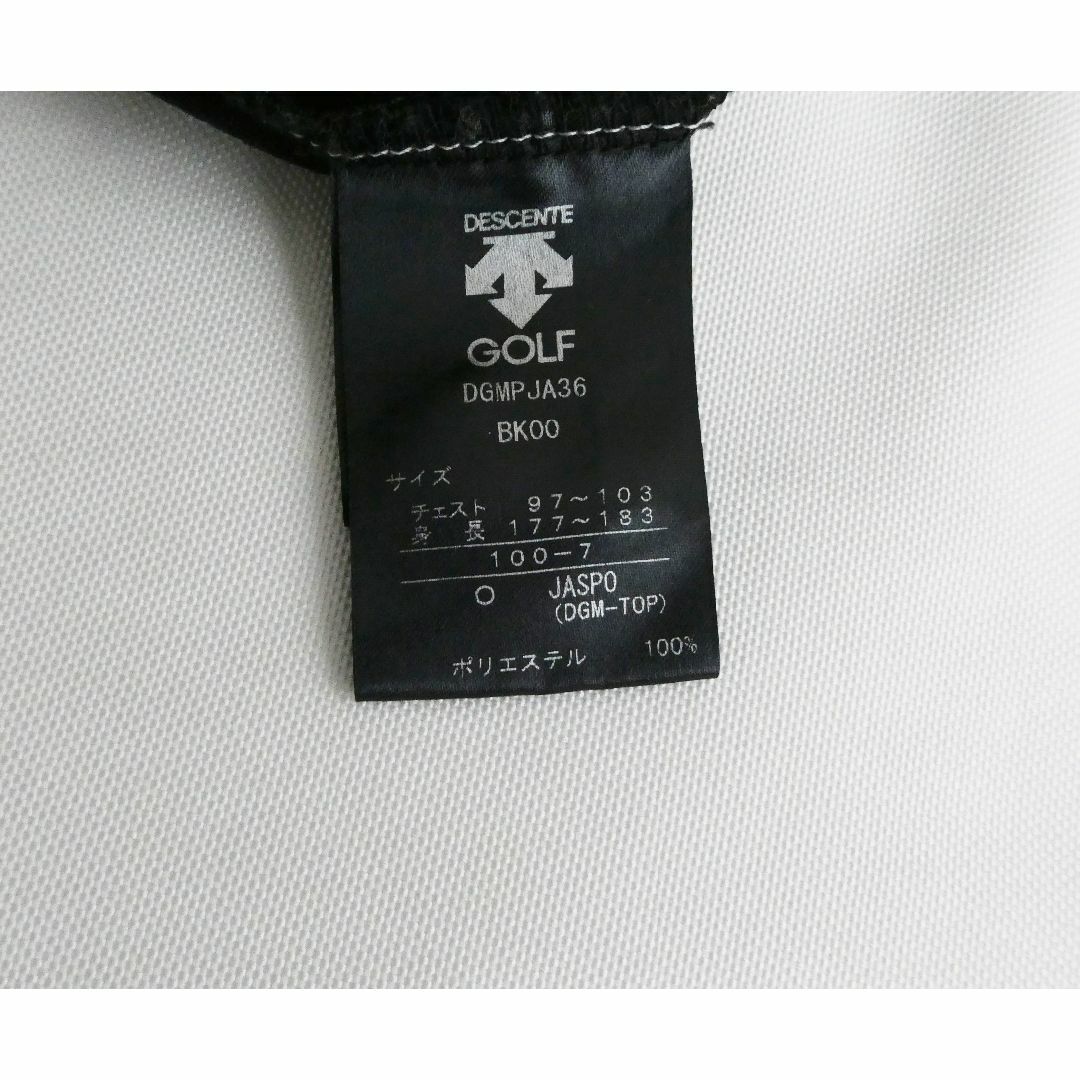 DESCENTE
GOLF
DGMPJA36
BK00
サイズ
チェスト 97〜103
身長 177〜183
100-7
○ JASPO
(DGM-TOP)
ポリエステル 100%